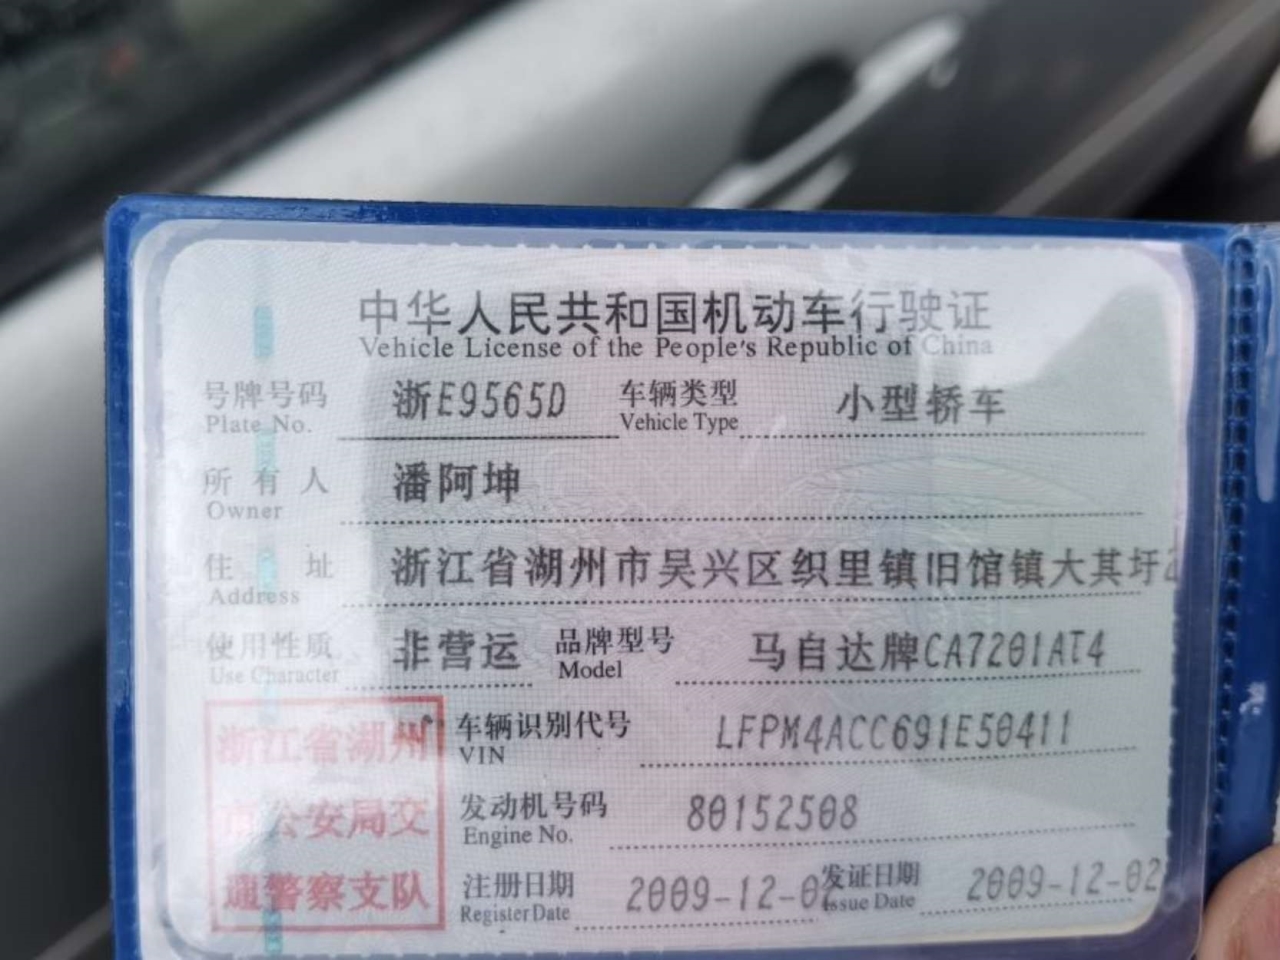 中华人民共和国机动车行驶证
Vehicle License of the People's Republic of China
号牌号码 浙E9565D 车辆类型 小型轿车
Plate No. Vehicle Type
所有人 潘阿坤
Owner
住址 浙江省湖州市吴兴区织里镇旧馆镇大其圩
Address
使用性质 非营运 品牌型号 马自达牌CA7201AT4
Use Character Model
浙江省湖州 车辆识别代号 LFPM4ACC691E50411
VIN
市公安局交 发动机号码 80152508
Engine No.
通警察支队 注册日期 2009-12-02 发证日期 2009-12-02
Register Date Issue Date